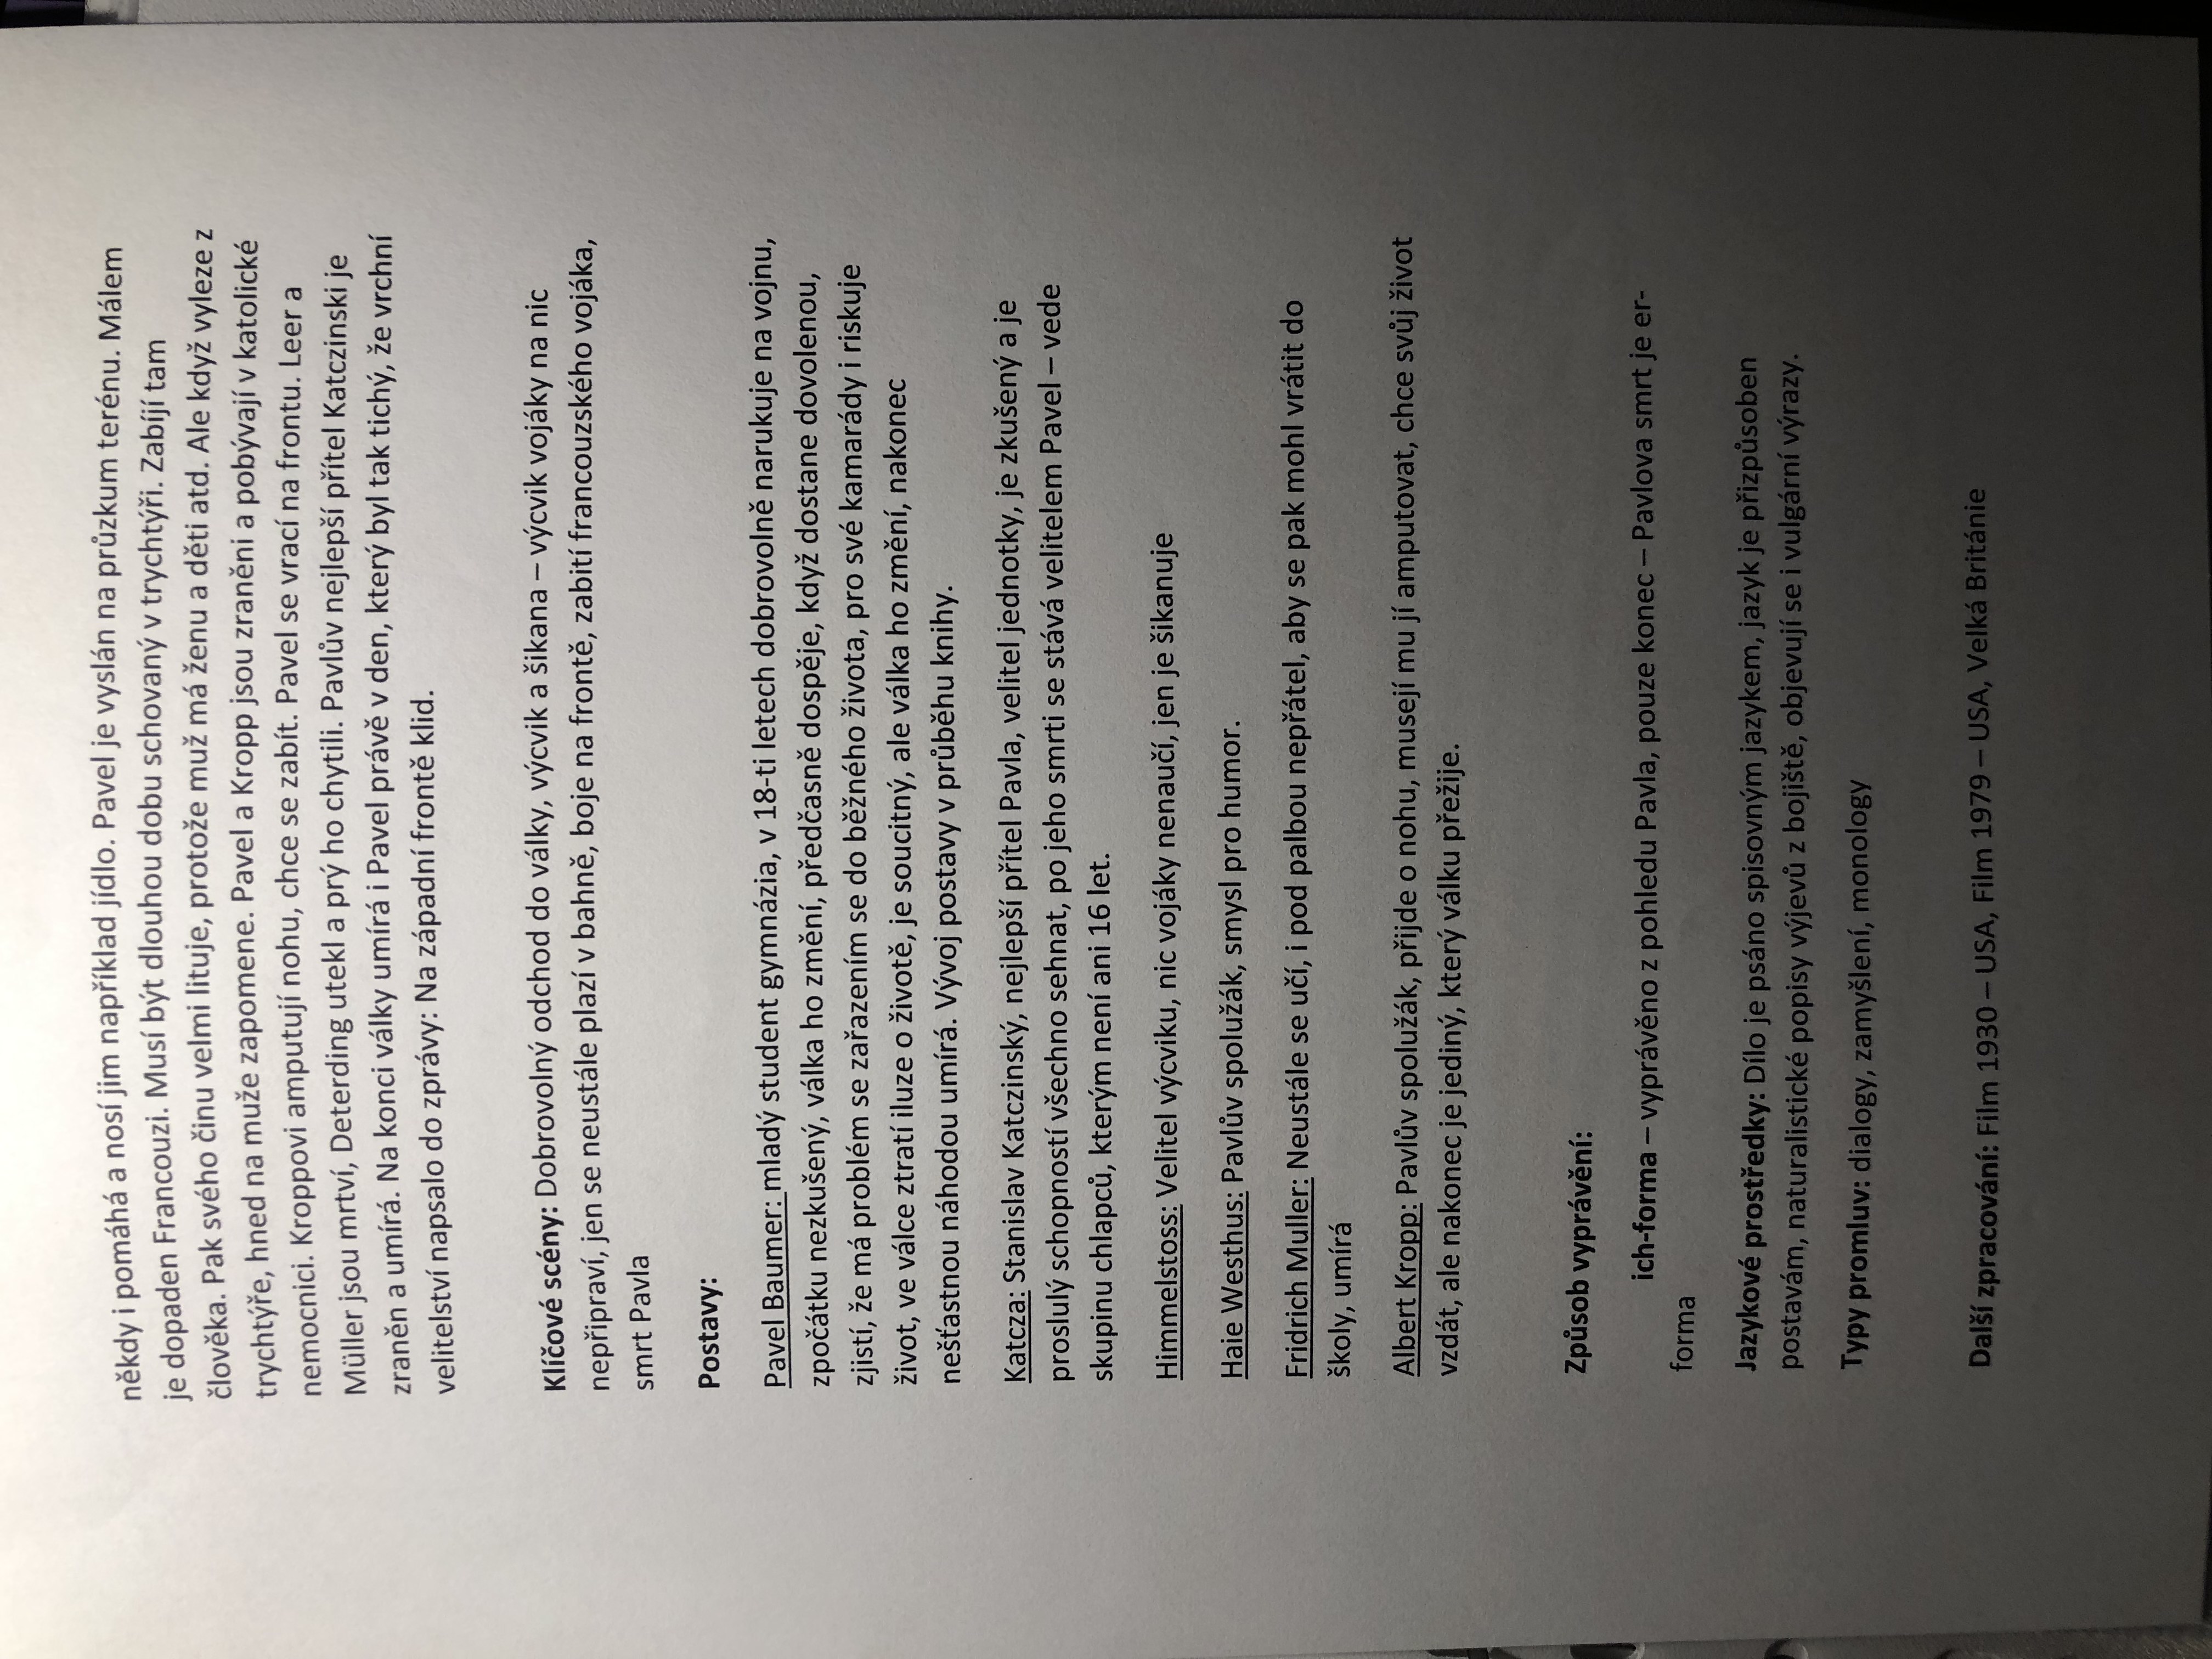 někdy i pomáhá a nosí jim například jídlo. Pavel je vyslán na průzkum terénu. Málem
je dopaden Francouzi. Musí být dlouhou dobu schovaný v trychtýři. Zabíjí tam
člověka. Pak svého činu velmi lituje, protože muž má ženu a děti atd. Ale když vyleze z
trychtýře, hned na muže zapomene. Pavel a Kropp jsou zraněni a pobývají v katolické
nemocnici. Kroppovi amputují nohu, chce se zabít. Pavel se vrací na frontu. Leer a
Müller jsou mrtví, Deterding utekl a prý ho chytili. Pavlův nejlepší přítel Katczinski je
zraněn a umírá. Na konci války umírá i Pavel právě v den, který byl tak tichý, že vrchní
velitelství napsalo do zprávy: Na západní frontě klid.
Klíčové scény: Dobrovolný odchod do války, výcvik a šikana – výcvik vojáky na nic
nepřipraví, jen se neustále plazí v bahně, boje na frontě, zabití francouzského vojáka,
smrt Pavla
Postavy:
Pavel Baumer: mladý student gymnázia, v 18-ti letech dobrovolně narukuje na vojnu,
zpočátku nezkušený, válka ho změní, předčasně dospěje, když dostane dovolenou,
zjistí, že má problém se zařazením se do běžného života, pro své kamarády i riskuje
život, ve válce ztratí iluze o životě, je soucitný, ale válka ho změní, nakonec
nešťastnou náhodou umírá. Vývoj postavy v průběhu knihy.
Katcza: Stanislav Katczinský, nejlepší přítel Pavla, velitel jednotky, je zkušený a je
proslulý schopností všechno sehnat, po jeho smrti se stává velitelem Pavel – vede
skupinu chlapců, kterým není ani 16 let.
Himmelstoss: Velitel výcviku, nic vojáky nenaučí, jen je šikanuje
Haie Westhus: Pavlův spolužák, smysl pro humor.
Fridrich Muller: Neustále se učí, i pod palbou nepřátel, aby se pak mohl vrátit do
školy, umírá
Albert Kropp: Pavlův spolužák, přijde o nohu, musejí mu jí amputovat, chce svůj život
vzdát, ale nakonec je jediný, který válku přežije.
Způsob vyprávění:
ich-forma – vyprávěno z pohledu Pavla, pouze konec – Pavlova smrt je er-
forma
Jazykové prostředky: Dílo je psáno spisovným jazykem, jazyk je přizpůsoben
postavám, naturalistické popisy výjevů z bojiště, objevují se i vulgární výrazy.
Typy promluv: dialogy, zamyšlení, monology
Další zpracování: Film 1930 – USA, Film 1979 – USA, Velká Británie